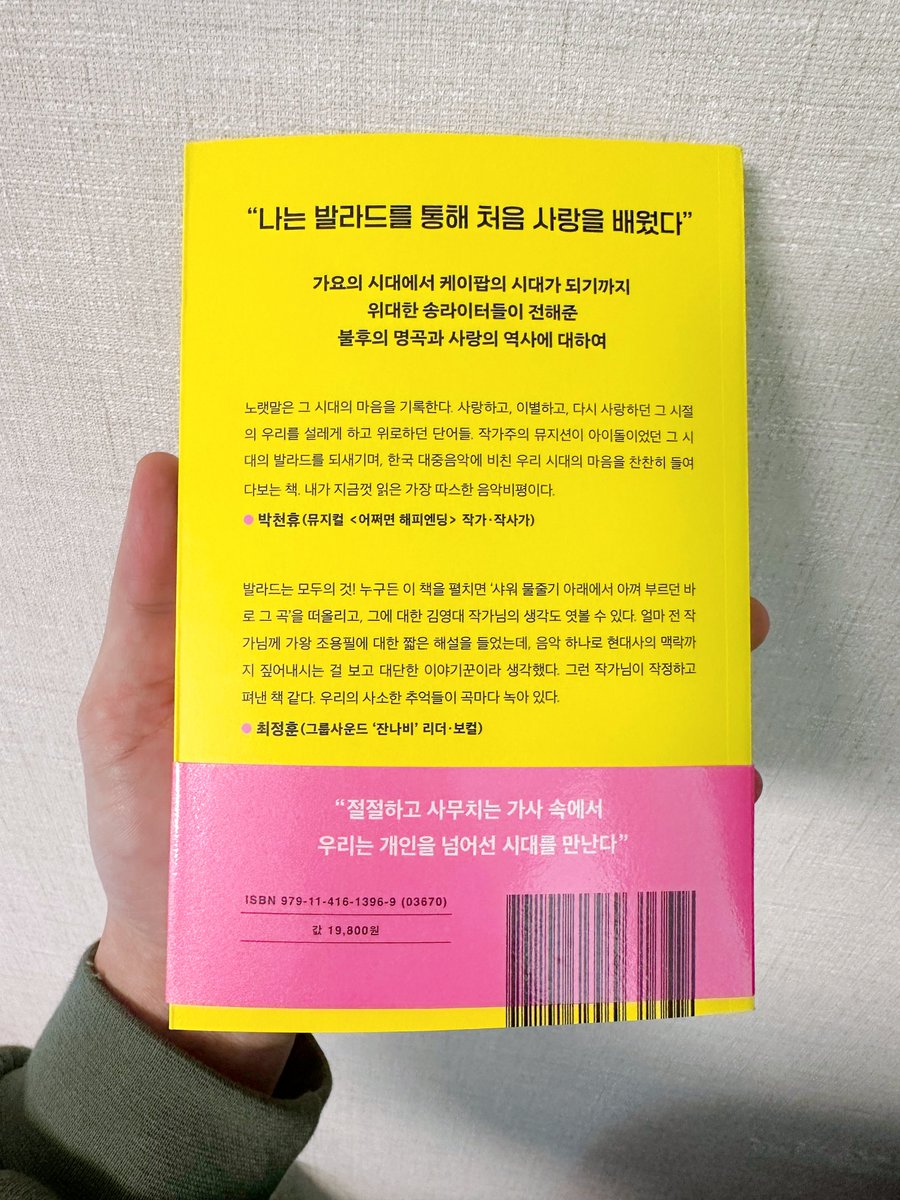 “나는 발라드를 통해 처음 사랑을 배웠다”
가요의 시대에서 케이팝의 시대가 되기까지
위대한 송라이터들이 전해준
불후의 명곡과 사랑의 역사에 대하여
노랫말은 그 시대의 마음을 기록한다. 사랑하고, 이별하고, 다시 사랑하던 그 시절
의 우리를 설레게 하고 위로하던 단어들. 작가주의 뮤지션이 아이돌이었던 그 시
대의 발라드를 되새기며, 한국 대중음악에 비친 우리 시대의 마음을 찬찬히 들여
다보는 책. 내가 지금껏 읽은 가장 따스한 음악비평이다.
박천휴(뮤지컬 <어쩌면 해피엔딩> 작가·작사가)
발라드는 모두의 것! 누구든 이 책을 펼치면 ‘샤워 물줄기 아래에서 아껴 부르던 바
로 그 곡’을 떠올리고, 그에 대한 김영대 작가님의 생각도 엿볼 수 있다. 얼마 전 작
가님께 가왕 조용필에 대한 짧은 해설을 들었는데, 음악 하나로 현대사의 맥락까
지 짚어내시는 걸 보고 대단한 이야기꾼이라 생각했다. 그런 작가님이 작정하고
펴낸 책 같다. 우리의 사소한 추억들이 곡마다 녹아 있다.
최정훈(그룹사운드 ‘잔나비’ 리더·보컬)
“절절하고 사무치는 가사 속에서
우리는 개인을 넘어선 시대를 만난다”
ISBN 979-11-416-1396-9 (03670)
값 19,800원